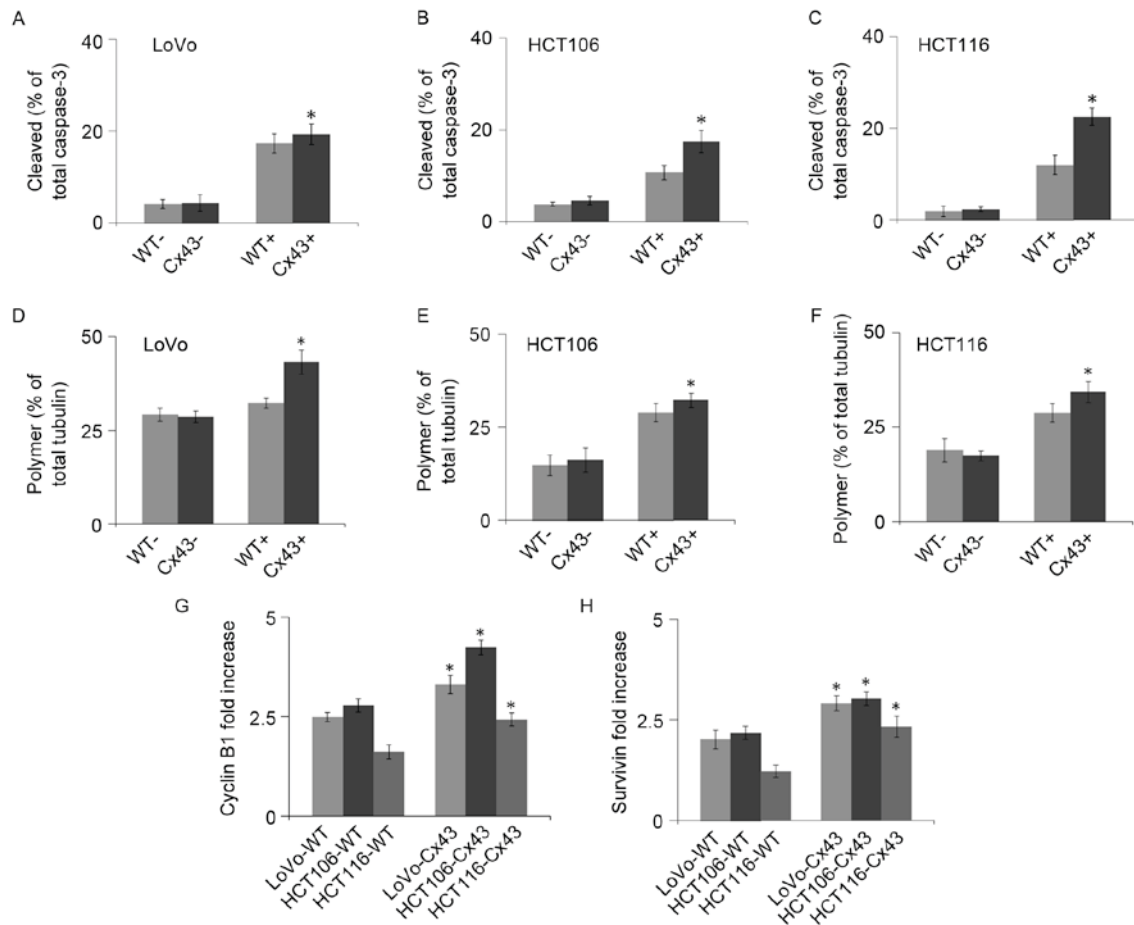 A
LoVo
Cleaved (% of
total caspase-3)
40
20
0
*
WT-
Cx43-
WT+
Cx43+
B
HCT106
Cleaved (% of
total caspase-3)
40
20
0
*
WT-
Cx43-
WT+
Cx43+
C
HCT116
Cleaved (% of
total caspase-3)
40
20
0
*
WT-
Cx43-
WT+
Cx43+
D
LoVo
Polymer (% of
total tubulin)
50
25
0
*
WT-
Cx43-
WT+
Cx43+
E
HCT106
Polymer (% of
total tubulin)
50
25
0
*
WT-
Cx43-
WT+
Cx43+
F
HCT116
Polymer (% of total tubulin)
50
25
0
*
WT-
Cx43-
WT+
Cx43+
G
Cyclin B1 fold increase
5
2.5
0
*
*
*
LoVo-WT
HCT106-WT
HCT116-WT
LoVo-Cx43
HCT106-Cx43
HCT116-Cx43
H
Survivin fold increase
5
2.5
0
*
*
*
LoVo-WT
HCT106-WT
HCT116-WT
LoVo-Cx43
HCT106-Cx43
HCT116-Cx43